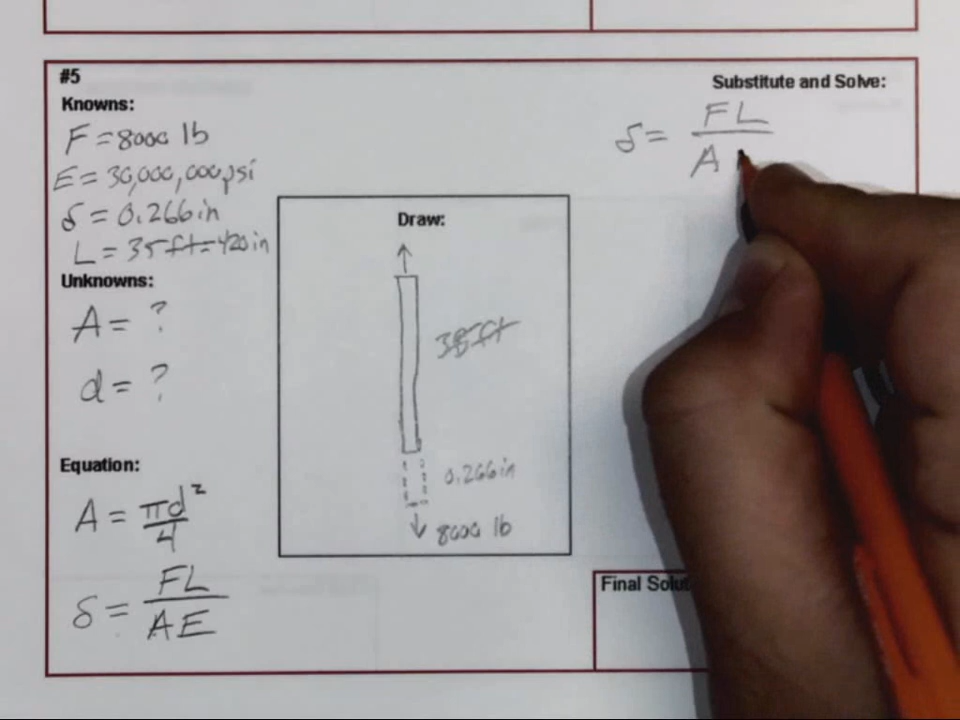 #5
Knowns:
F = 8000 lb
E = 30,000,000 psi
δ = 0.266 in
L = 35 ft = 420 in
Unknowns:
A = ?
d = ?
Equation:
A = πd²/4
δ = FL/AE
Draw:
35 ft
0.266 in
8000 lb
Substitute and Solve:
δ = FL/A
Final